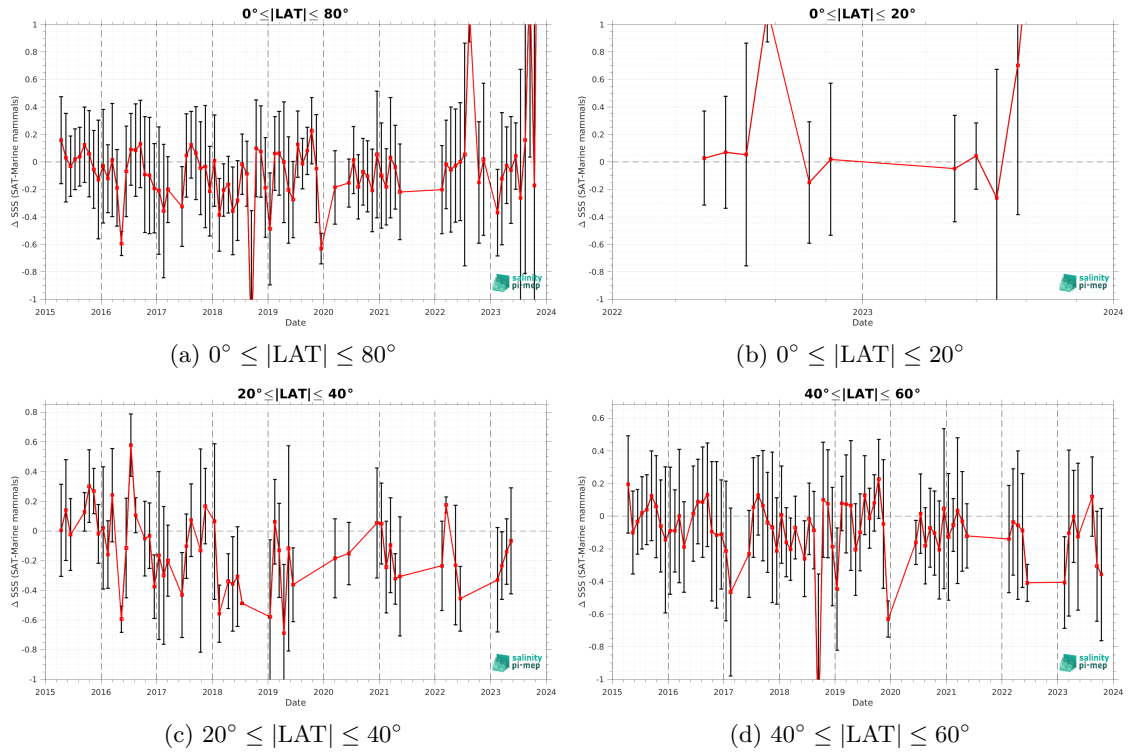 0°≤|LAT|≤ 80°
Δ SSS (SAT-Marine mammals)
1
0.8
0.6
0.4
0.2
0
-0.2
-0.4
-0.6
-0.8
-1
2015 2016 2017 2018 2019 2020 2021 2022 2023 2024
Date
salinity
pi-mep
(a) 0° ≤ |LAT| ≤ 80°
0°≤|LAT|≤ 20°
Δ SSS (SAT-Marine mammals)
1
0.8
0.6
0.4
0.2
0
-0.2
-0.4
-0.6
-0.8
-1
2022 2023 2024
Date
salinity
pi-mep
(b) 0° ≤ |LAT| ≤ 20°
20°≤|LAT|≤ 40°
Δ SSS (SAT-Marine mammals)
0.8
0.6
0.4
0.2
0
-0.2
-0.4
-0.6
-0.8
-1
2015 2016 2017 2018 2019 2020 2021 2022 2023 2024
Date
salinity
pi-mep
(c) 20° ≤ |LAT| ≤ 40°
40°≤|LAT|≤ 60°
Δ SSS (SAT-Marine mammals)
0.6
0.4
0.2
0
-0.2
-0.4
-0.6
-0.8
-1
2015 2016 2017 2018 2019 2020 2021 2022 2023 2024
Date
salinity
pi-mep
(d) 40° ≤ |LAT| ≤ 60°